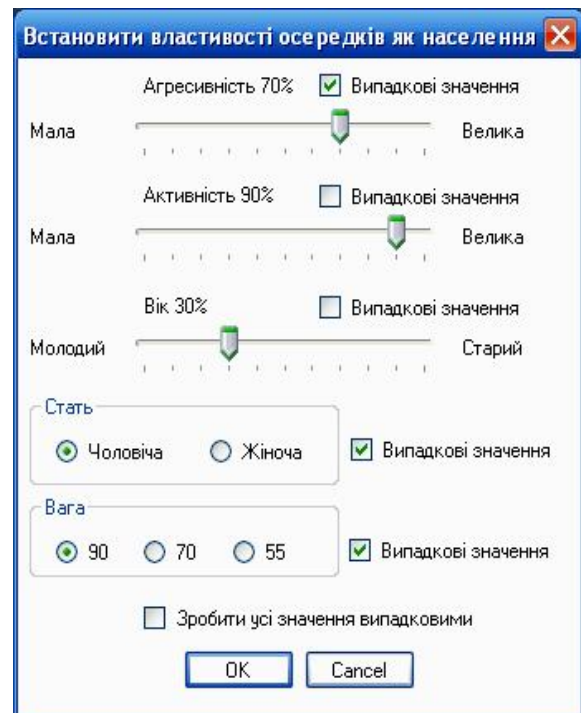 Встановити властивості осередків як населення
Агресивність 70% Випадкові значення
Мала Велика
Активність 90% Випадкові значення
Мала Велика
Вік 30% Випадкові значення
Молодий Старий
Стать
Чоловіча Жіноча Випадкові значення
Вага
90 70 55 Випадкові значення
Зробити усі значення випадковими
OK Cancel